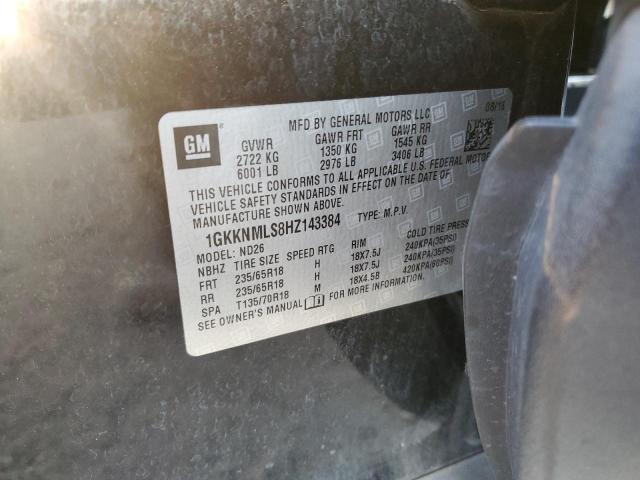 08/16
MFD BY GENERAL MOTORS LLC
GM
GVWR GAWR FRT GAWR RR
2722 KG 1350 KG 1545 KG
6001 LB 2976 LB 3406 LB
THIS VEHICLE CONFORMS TO ALL APPLICABLE U.S. FEDERAL MOTOR
VEHICLE SAFETY STANDARDS IN EFFECT ON THE DATE OF
MANUFACTURE SHOWN ABOVE.
1GKKNMLS8HZ143384 TYPE: M.P.V.
MODEL: ND26
NBHZ TIRE SIZE SPEED RTG RIM COLD TIRE PRES
FRT 235/65R18 H 18X7.5J 240KPA(35PSI)
RR 235/65R18 H 18X7.5J 240KPA(35PSI)
SPA T135/70R18 M 18X4.5B 420KPA(60PSI)
SEE OWNER'S MANUAL FOR MORE INFORMATION.